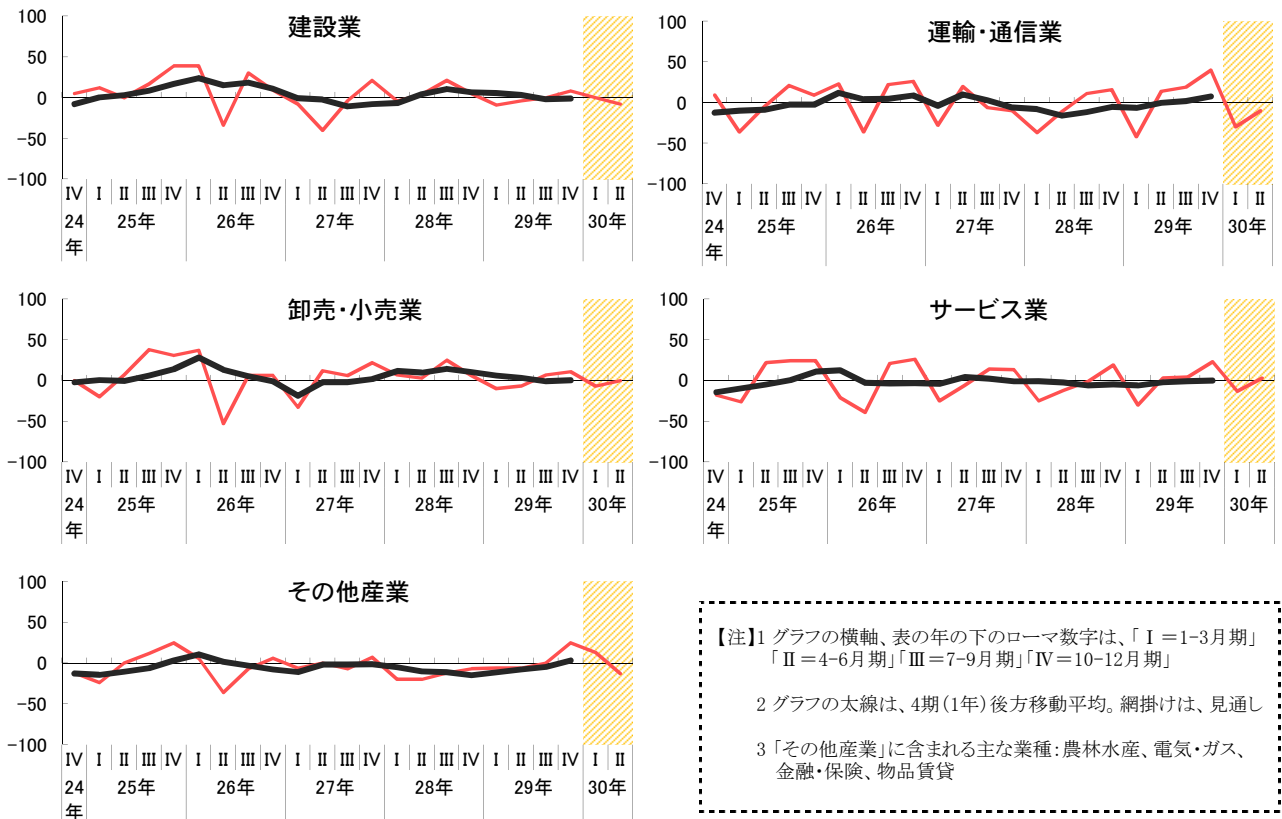 建設業
100
50
0
-50
-100
Ⅳ Ⅰ Ⅱ Ⅲ Ⅳ Ⅰ Ⅱ Ⅲ Ⅳ Ⅰ Ⅱ Ⅲ Ⅳ Ⅰ Ⅱ Ⅲ Ⅳ Ⅰ Ⅱ Ⅲ Ⅳ Ⅰ Ⅱ
24年 25年 26年 27年 28年 29年 30年
運輸・通信業
100
50
0
-50
-100
Ⅳ Ⅰ Ⅱ Ⅲ Ⅳ Ⅰ Ⅱ Ⅲ Ⅳ Ⅰ Ⅱ Ⅲ Ⅳ Ⅰ Ⅱ Ⅲ Ⅳ Ⅰ Ⅱ Ⅲ Ⅳ Ⅰ Ⅱ
24年 25年 26年 27年 28年 29年 30年
卸売・小売業
100
50
0
-50
-100
Ⅳ Ⅰ Ⅱ Ⅲ Ⅳ Ⅰ Ⅱ Ⅲ Ⅳ Ⅰ Ⅱ Ⅲ Ⅳ Ⅰ Ⅱ Ⅲ Ⅳ Ⅰ Ⅱ Ⅲ Ⅳ Ⅰ Ⅱ
24年 25年 26年 27年 28年 29年 30年
サービス業
100
50
0
-50
-100
Ⅳ Ⅰ Ⅱ Ⅲ Ⅳ Ⅰ Ⅱ Ⅲ Ⅳ Ⅰ Ⅱ Ⅲ Ⅳ Ⅰ Ⅱ Ⅲ Ⅳ Ⅰ Ⅱ Ⅲ Ⅳ Ⅰ Ⅱ
24年 25年 26年 27年 28年 29年 30年
その他産業
100
50
0
-50
-100
Ⅳ Ⅰ Ⅱ Ⅲ Ⅳ Ⅰ Ⅱ Ⅲ Ⅳ Ⅰ Ⅱ Ⅲ Ⅳ Ⅰ Ⅱ Ⅲ Ⅳ Ⅰ Ⅱ Ⅲ Ⅳ Ⅰ Ⅱ
24年 25年 26年 27年 28年 29年 30年
【注】1 グラフの横軸、表の年の下のローマ数字は、「Ⅰ=1-3月期」
「Ⅱ=4-6月期」「Ⅲ=7-9月期」「Ⅳ=10-12月期」
2 グラフの太線は、4期(1年)後方移動平均。網掛けは、見通し
3 「その他産業」に含まれる主な業種：農林水産、電気・ガス、
金融・保険、物品賃貸